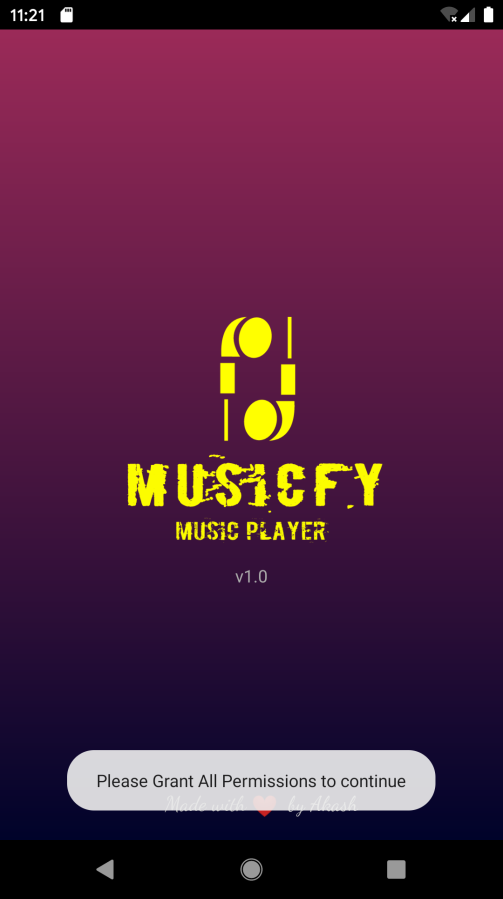 11:21
MUSICFY
MUSIC PLAYER
v1.0
Please Grant All Permissions to continue
Made with ❤ by Akash